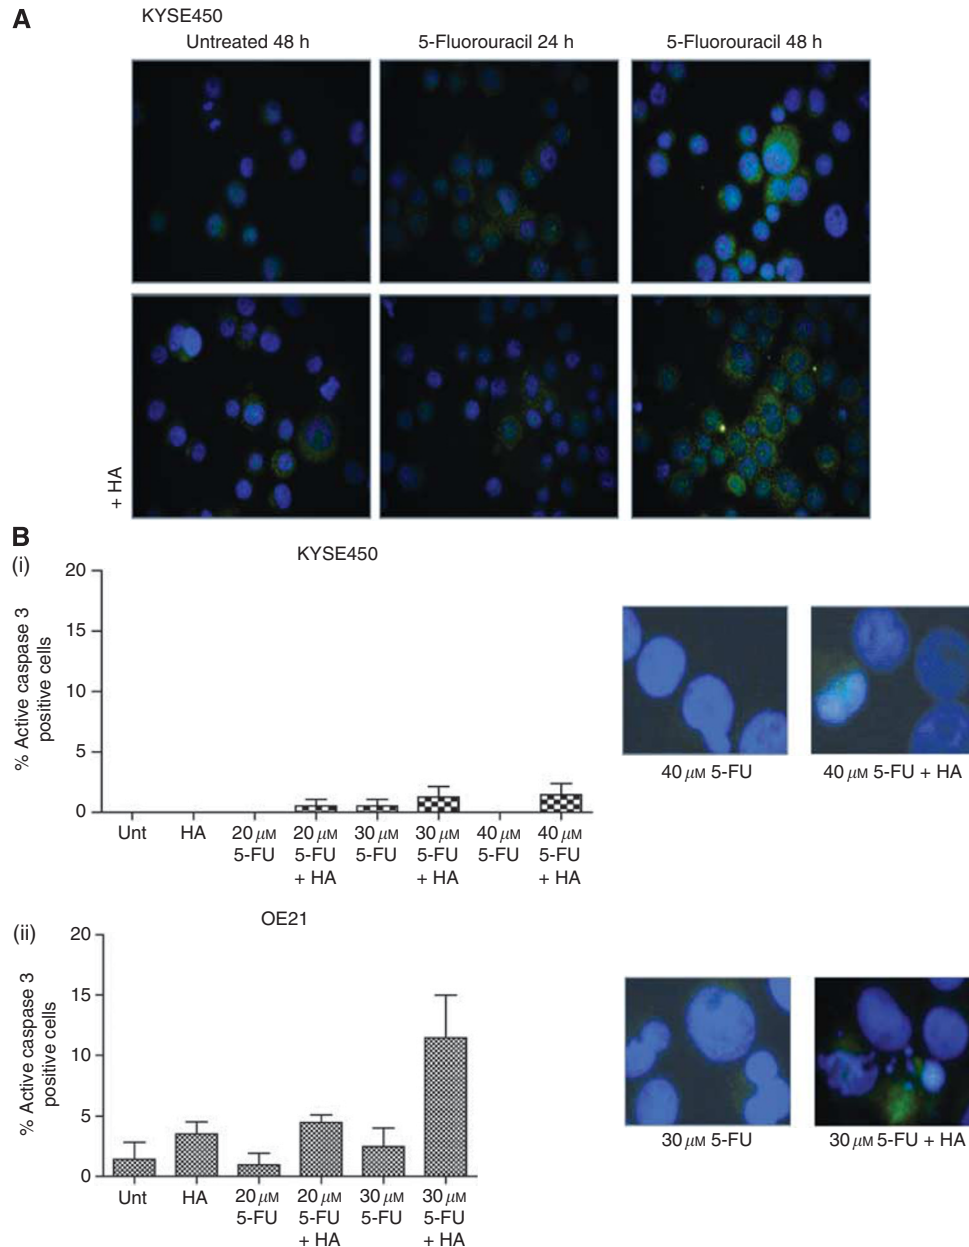 A
KYSE450
Untreated 48 h
5-Fluorouracil 24 h
5-Fluorouracil 48 h
+ HA
B
(i)
KYSE450
% Active caspase 3
positive cells
20
15
10
5
0
Unt
HA
20 μM
5-FU
20 μM
5-FU
+ HA
30 μM
5-FU
30 μM
5-FU
+ HA
40 μM
5-FU
40 μM
5-FU
+ HA
40 μM 5-FU
40 μM 5-FU + HA
(ii)
OE21
% Active caspase 3
positive cells
20
15
10
5
0
Unt
HA
20 μM
5-FU
20 μM
5-FU
+ HA
30 μM
5-FU
30 μM
5-FU
+ HA
30 μM 5-FU
30 μM 5-FU + HA